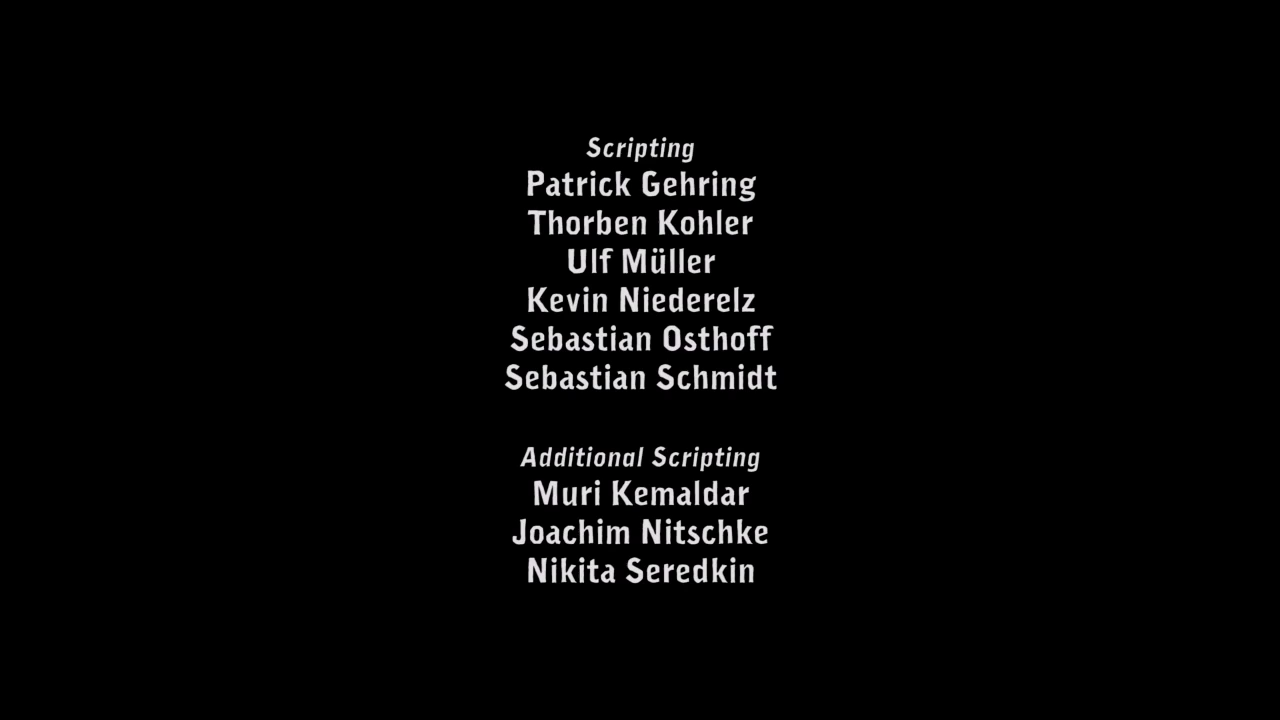 Scripting
Patrick Gehring
Thorben Kohler
Ulf Müller
Kevin Niederelz
Sebastian Osthoff
Sebastian Schmidt
Additional Scripting
Muri Kemaldar
Joachim Nitschke
Nikita Seredkin